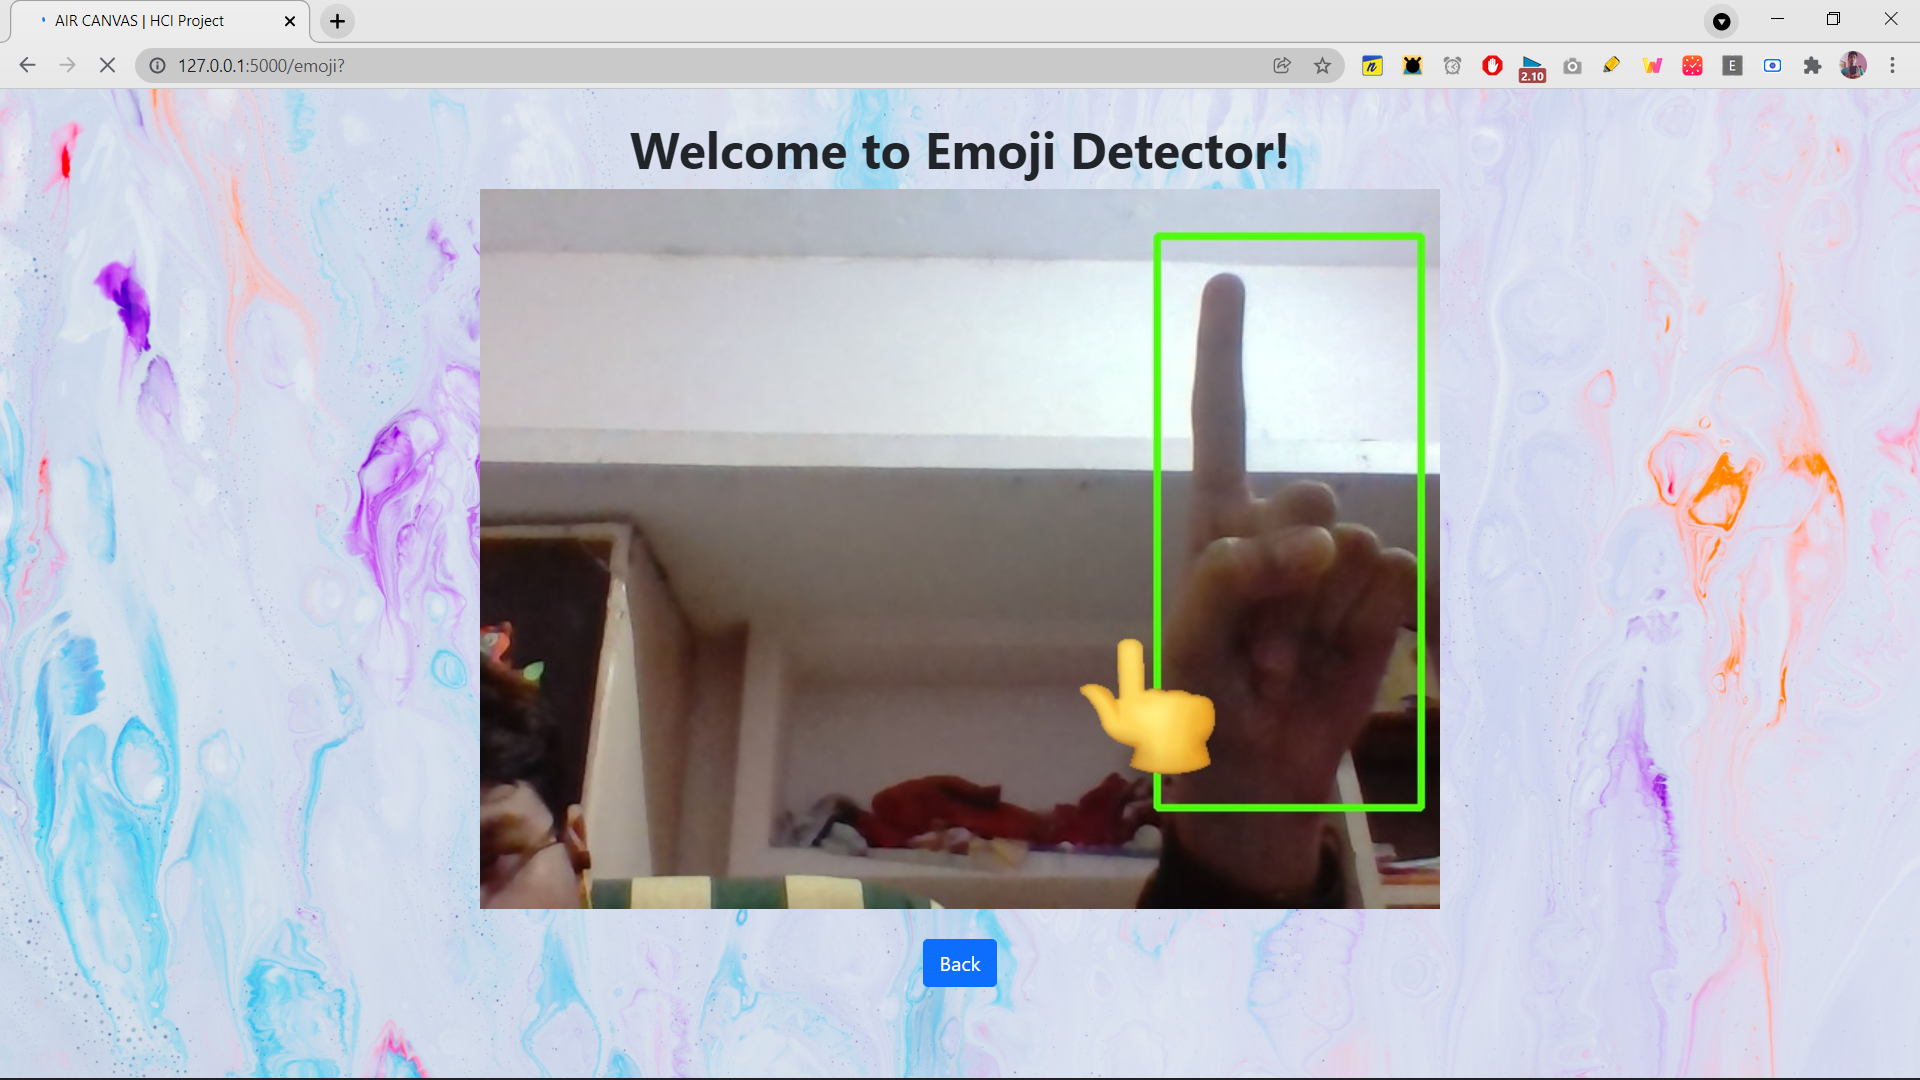 AIR CANVAS | HCI Project
127.0.0.1:5000/emoji?
n
2.10
E
Welcome to Emoji Detector!
Back